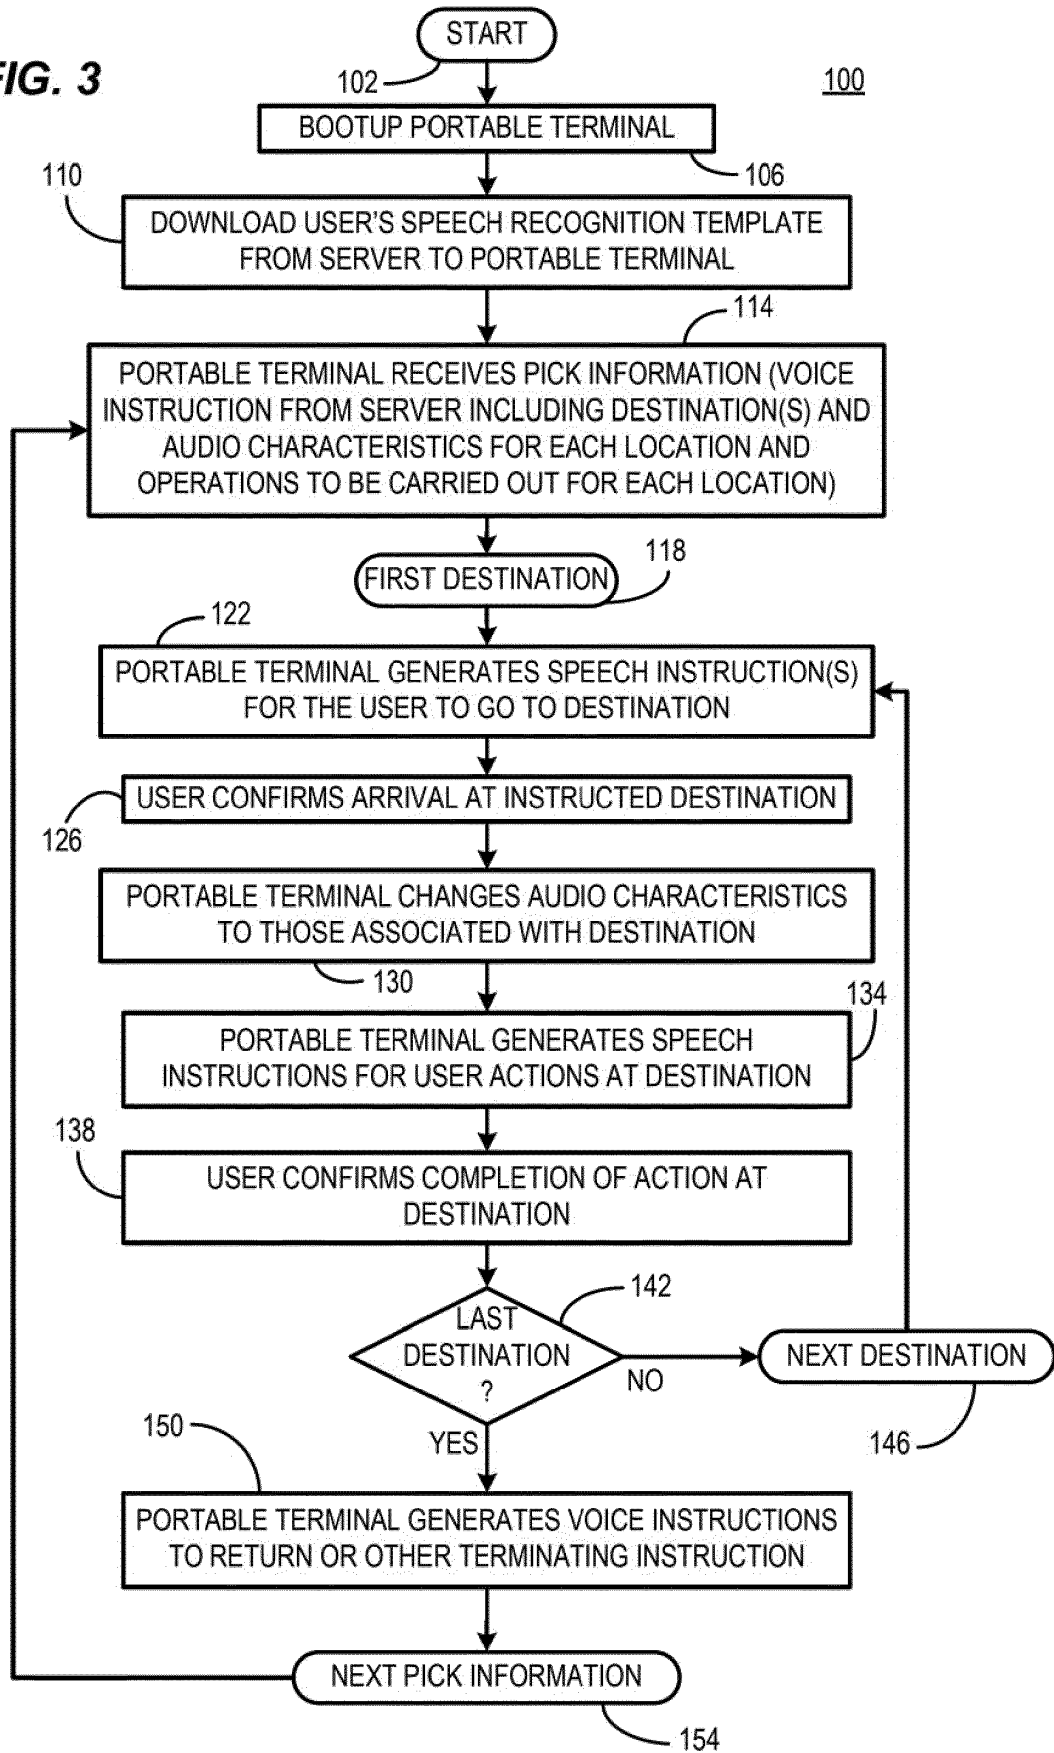 START
FIG. 3
102
100
BOOTUP PORTABLE TERMINAL
106
110
DOWNLOAD USER'S SPEECH RECOGNITION TEMPLATE
FROM SERVER TO PORTABLE TERMINAL
114
PORTABLE TERMINAL RECEIVES PICK INFORMATION (VOICE
INSTRUCTION FROM SERVER INCLUDING DESTINATION(S) AND
AUDIO CHARACTERISTICS FOR EACH LOCATION AND
OPERATIONS TO BE CARRIED OUT FOR EACH LOCATION)
FIRST DESTINATION
118
122
PORTABLE TERMINAL GENERATES SPEECH INSTRUCTION(S)
FOR THE USER TO GO TO DESTINATION
USER CONFIRMS ARRIVAL AT INSTRUCTED DESTINATION
126
PORTABLE TERMINAL CHANGES AUDIO CHARACTERISTICS
TO THOSE ASSOCIATED WITH DESTINATION
130
134
PORTABLE TERMINAL GENERATES SPEECH
INSTRUCTIONS FOR USER ACTIONS AT DESTINATION
138
USER CONFIRMS COMPLETION OF ACTION AT
DESTINATION
142
LAST
DESTINATION
?
NO
NEXT DESTINATION
146
YES
150
PORTABLE TERMINAL GENERATES VOICE INSTRUCTIONS
TO RETURN OR OTHER TERMINATING INSTRUCTION
NEXT PICK INFORMATION
154